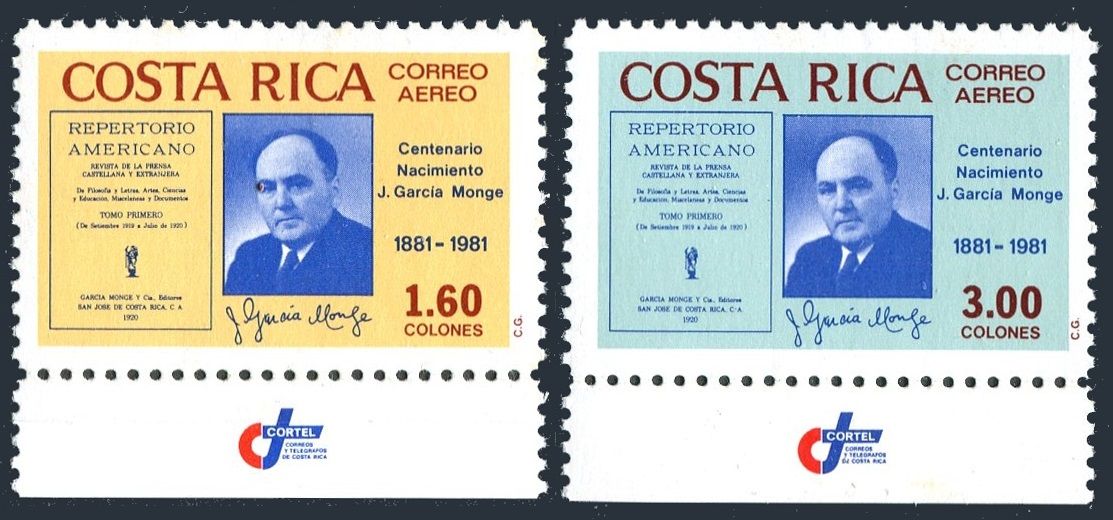 COSTA RICA
CORREO
AEREO
REPERTORIO
AMERICANO
REVISTA DE LA PRENSA
CASTELLANA Y EXTRANJERA
De Filosofía y Letras, Artes, Ciencias
y Educación, Misceláneas y Documentos
TOMO PRIMERO
(De Setiembre 1919 a Julio de 1920)
GARCIA MONGE Y Cía., Editores
SAN JOSE DE COSTA RICA, C·A
1920
Centenario
Nacimiento
J. García Monge
1881-1981
1.60
COLONES
J. García Monge
C.G.
CORTEL
CORREOS
Y TELEGRAFOS
DE COSTA RICA
COSTA RICA
CORREO
AEREO
REPERTORIO
AMERICANO
REVISTA DE LA PRENSA
CASTELLANA Y EXTRANJERA
De Filosofía y Letras, Artes, Ciencias
y Educación, Misceláneas y Documentos
TOMO PRIMERO
(De Setiembre 1919 a Julio de 1920)
GARCIA MONGE Y Cía., Editores
SAN JOSE DE COSTA RICA, C·A
1920
Centenario
Nacimiento
J. García Monge
1881-1981
3.00
COLONES
J. García Monge
C.G.
CORTEL
CORREOS
Y TELEGRAFOS
DE COSTA RICA